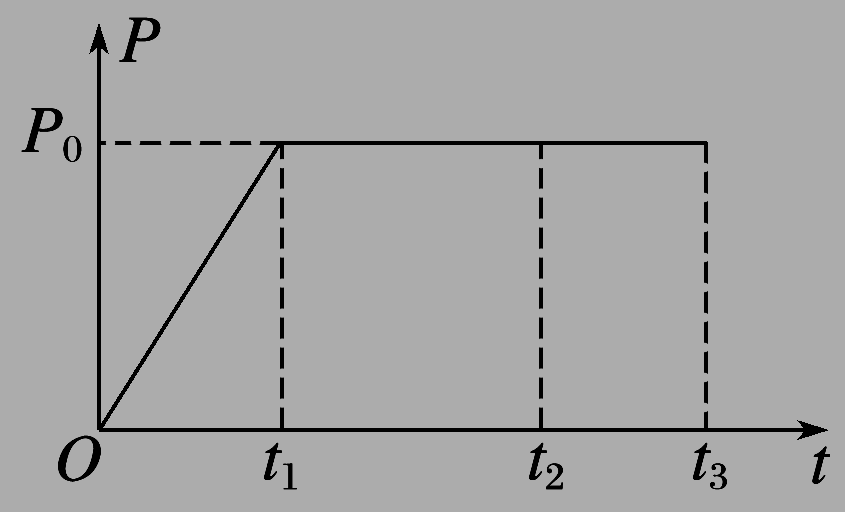 P
P₀
O t₁ t₂ t₃ t